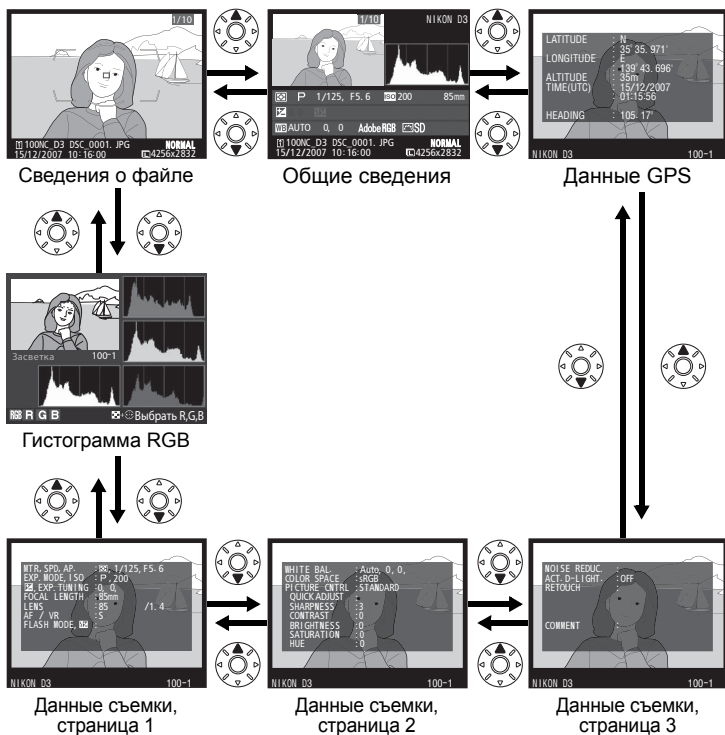 1/10
100NC_D3 DSC_0001. JPG NORMAL
15/12/2007 10:16:00 4256x2832
Сведения о файле
1/10 NIKON D3
P 1/125, F5. 6 ISO 200 85mm
WB AUTO 0, 0 Adobe RGB SD
100NC_D3 DSC_0001. JPG NORMAL
15/12/2007 10:16:00 4256x2832
Общие сведения
LATITUDE : N
: 35˚ 35. 971'
LONGITUDE : E
: 139˚ 43. 696'
ALTITUDE : 35m
TIME(UTC) : 15/12/2007
: 01:15:56
HEADING : 105. 17˚
NIKON D3 100-1
Данные GPS
Засветка 100-1
RGB R G B Выбрать R,G,B
Гистограмма RGB
MTR, SPD, AP. : , 1/125, F5. 6
EXP. MODE, ISO : P , 200
, EXP. TUNING : 0, 0,
FOCAL LENGTH : 85mm
LENS : 85 /1. 4
AF / VR : S
FLASH MODE, :
NIKON D3 100-1
Данные съемки,
страница 1
WHITE BAL. : Auto, 0, 0,
COLOR SPACE : sRGB
PICTURE CNTRL : STANDARD
QUICK ADJUST :
SHARPNESS : 3
CONTRAST : 0
BRIGHTNESS : 0
SATURATION : 0
HUE : 0
NIKON D3 100-1
Данные съемки,
страница 2
NOISE REDUC. :
ACT. D-LIGHT. : OFF
RETOUCH :
COMMENT :
NIKON D3 100-1
Данные съемки,
страница 3